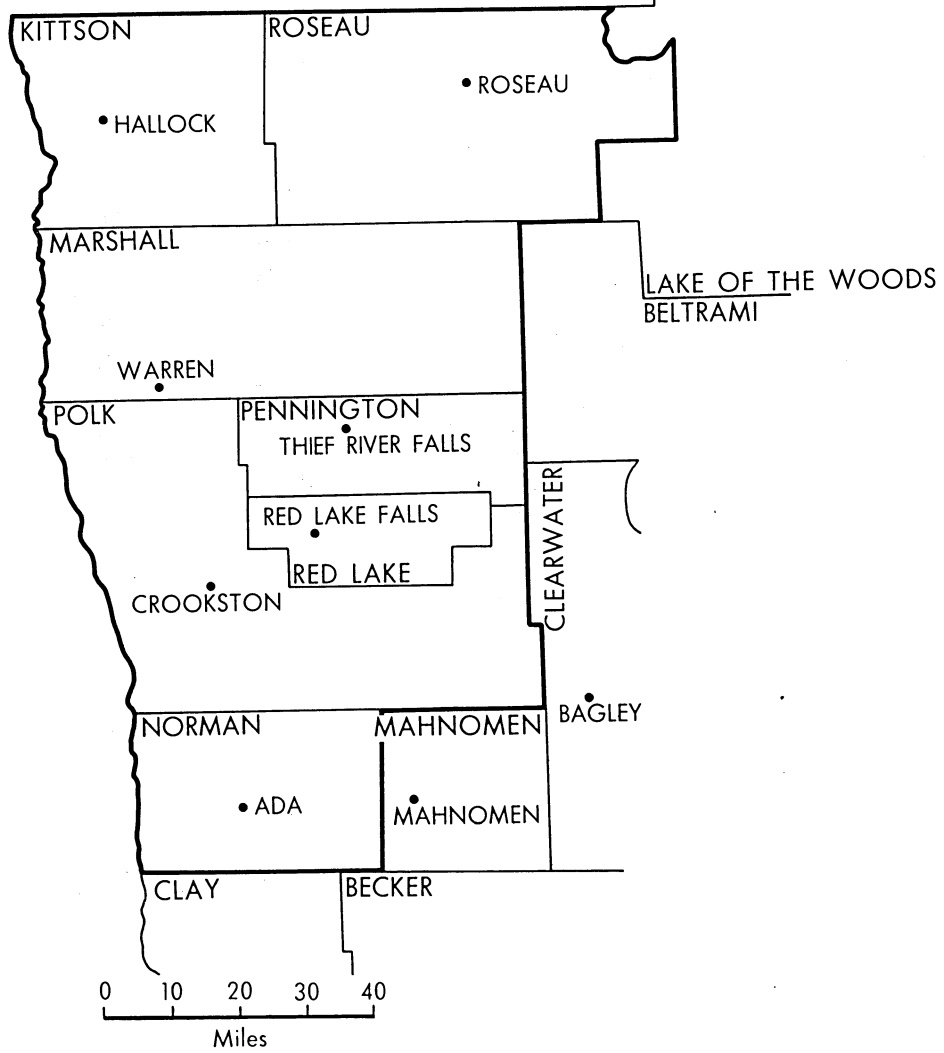 KITTSON
ROSEAU
ROSEAU
HALLOCK
MARSHALL
LAKE OF THE WOODS
BELTRAMI
WARREN
POLK
PENNINGTON
THIEF RIVER FALLS
CLEARWATER
RED LAKE FALLS
RED LAKE
CROOKSTON
BAGLEY
NORMAN
MAHNOMEN
ADA
MAHNOMEN
CLAY
BECKER
0 10 20 30 40
Miles